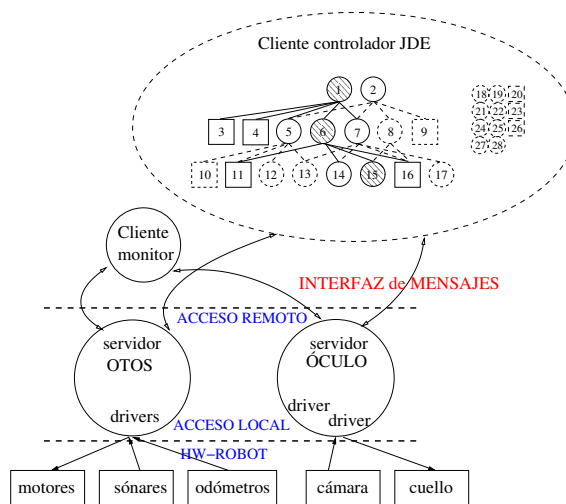 Cliente controlador JDE
1 2
18 19 20
21 22 23
3 4 5 6 7 8 9
24 25 26
27 28
10 11 12 13 14 15 16 17
Cliente
monitor
INTERFAZ de MENSAJES
ACCESO REMOTO
servidor
OTOS
servidor
ÓCULO
drivers
driver
driver
ACCESO LOCAL
HW-ROBOT
motores
sónares
odómetros
cámara
cuello